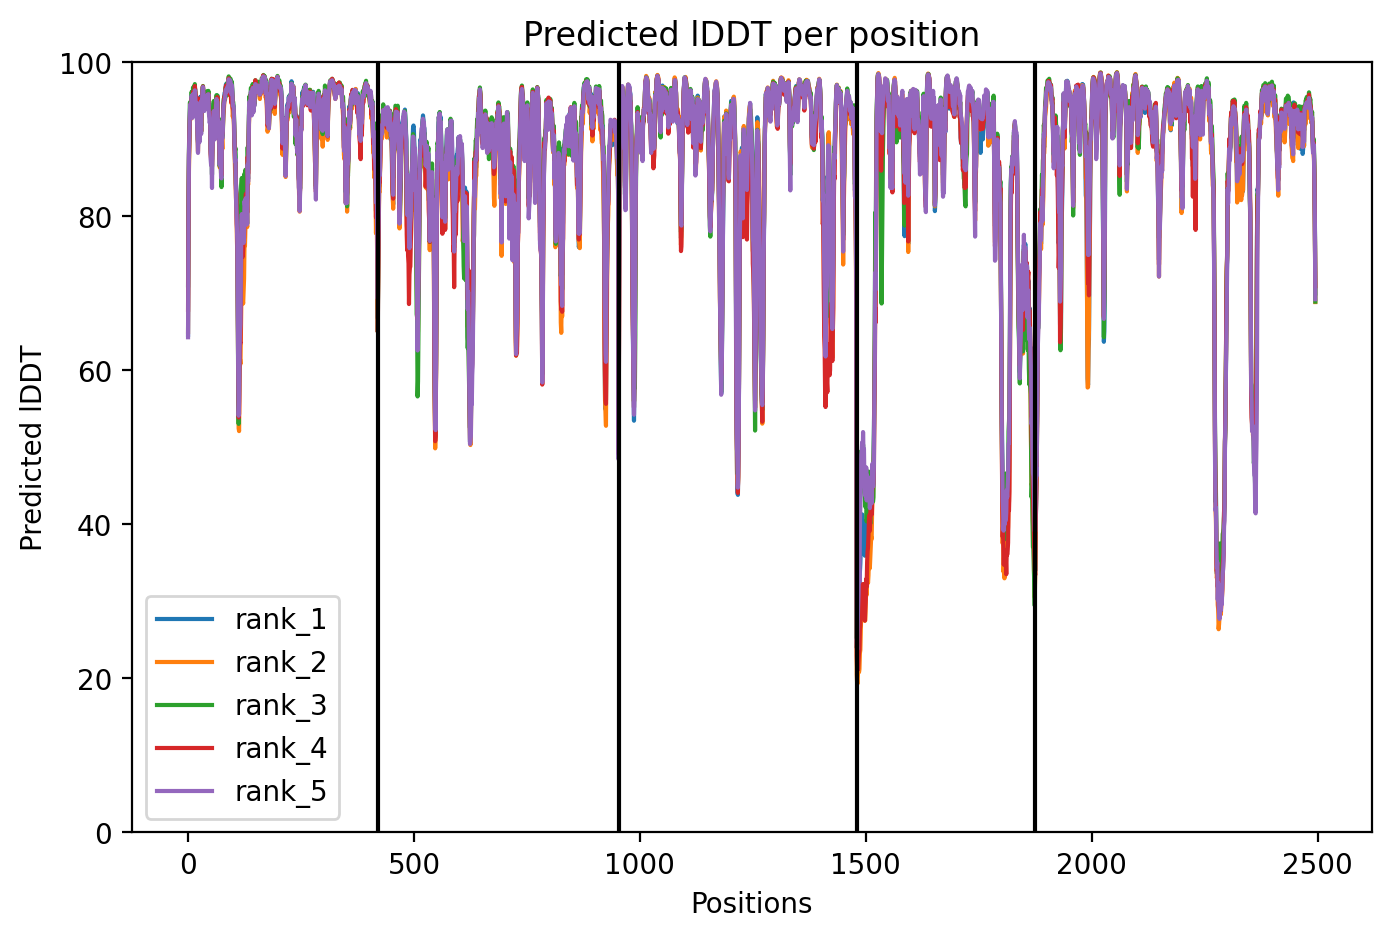 Predicted lDDT per position
100
80
60
40
20
0
Predicted lDDT
rank_1
rank_2
rank_3
rank_4
rank_5
0 500 1000 1500 2000 2500
Positions